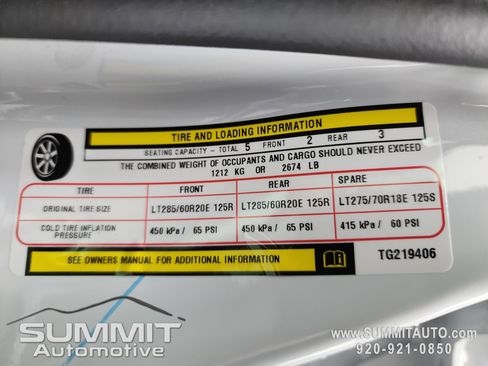 TIRE AND LOADING INFORMATION
SEATING CAPACITY - TOTAL 5 FRONT 2 REAR 3
THE COMBINED WEIGHT OF OCCUPANTS AND CARGO SHOULD NEVER EXCEED
1212 KG OR 2674 LB
TIRE FRONT REAR SPARE
ORIGINAL TIRE SIZE LT285/60R20E 125R LT285/60R20E 125R LT275/70R18E 125S
COLD TIRE INFLATION
PRESSURE 450 kPa / 65 PSI 450 kPa / 65 PSI 415 kPa / 60 PSI
SEE OWNERS MANUAL FOR ADDITIONAL INFORMATION TG219406
SUMMIT
Automotive
www.SUMMITAUTO.com
920-921-0850